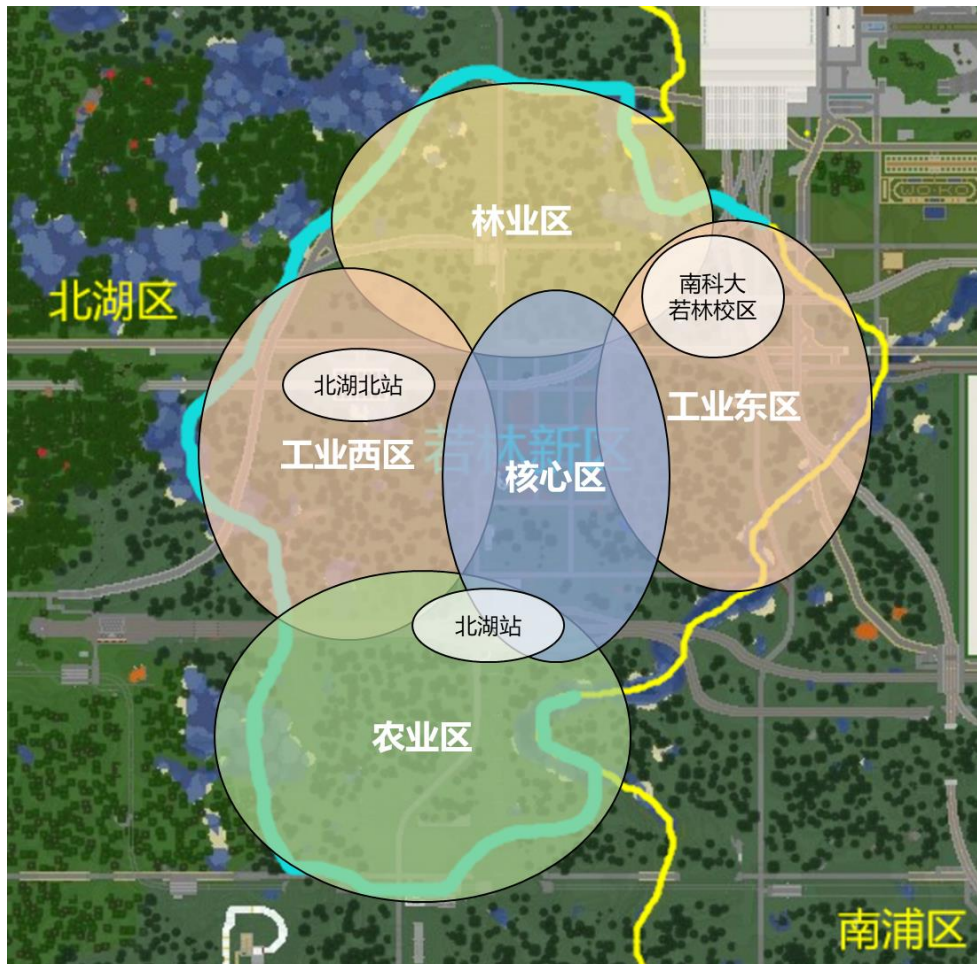 林业区
南科大
若林校区
北湖区
北湖北站
工业东区
工业西区
若林新区
核心区
北湖站
农业区
南浦区